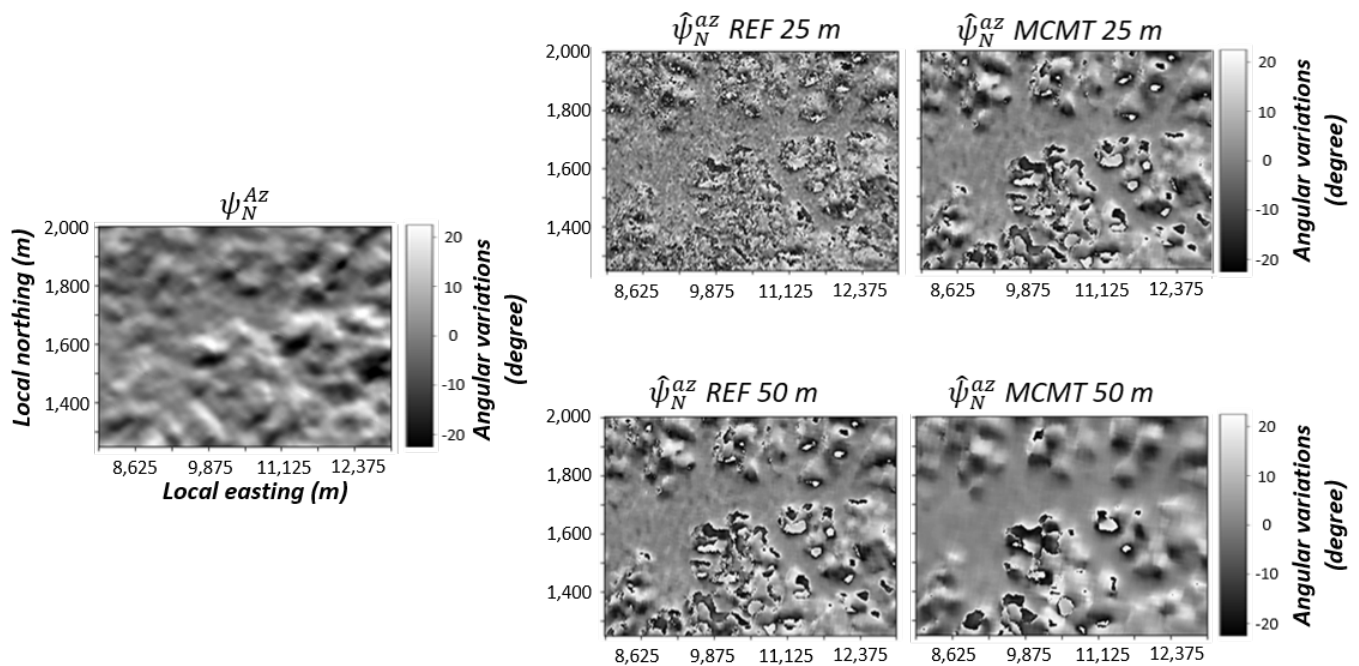 ψ̂_N^{az} REF 25 m
ψ̂_N^{az} MCMT 25 m
2,000
1,800
1,600
1,400
8,625 9,875 11,125 12,375
8,625 9,875 11,125 12,375
20
10
0
-10
-20
Angular variations
(degree)
ψ_N^{Az}
Local northing (m)
2,000
1,800
1,600
1,400
8,625 9,875 11,125 12,375
Local easting (m)
20
10
0
-10
-20
Angular variations
(degree)
ψ̂_N^{az} REF 50 m
ψ̂_N^{az} MCMT 50 m
2,000
1,800
1,600
1,400
8,625 9,875 11,125 12,375
8,625 9,875 11,125 12,375
20
10
0
-10
-20
Angular variations
(degree)